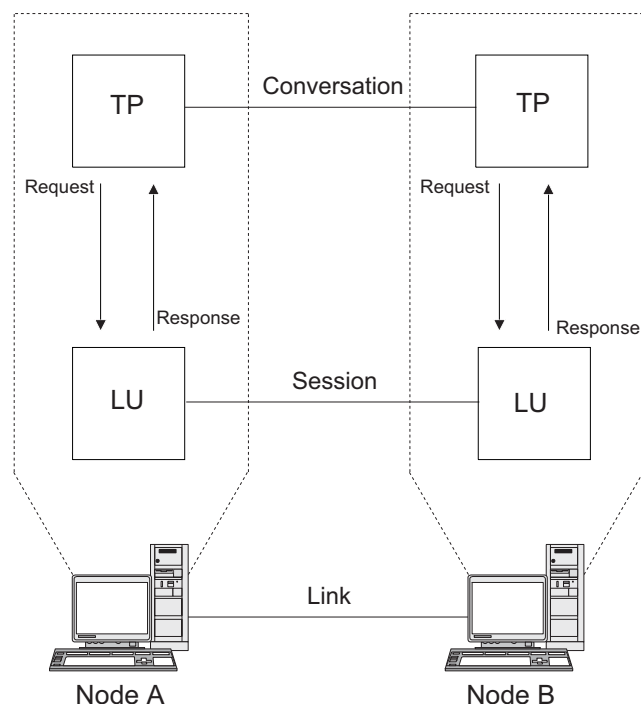 TP
Conversation
TP
Request
Request
Response
Response
LU
Session
LU
Link
Node A
Node B